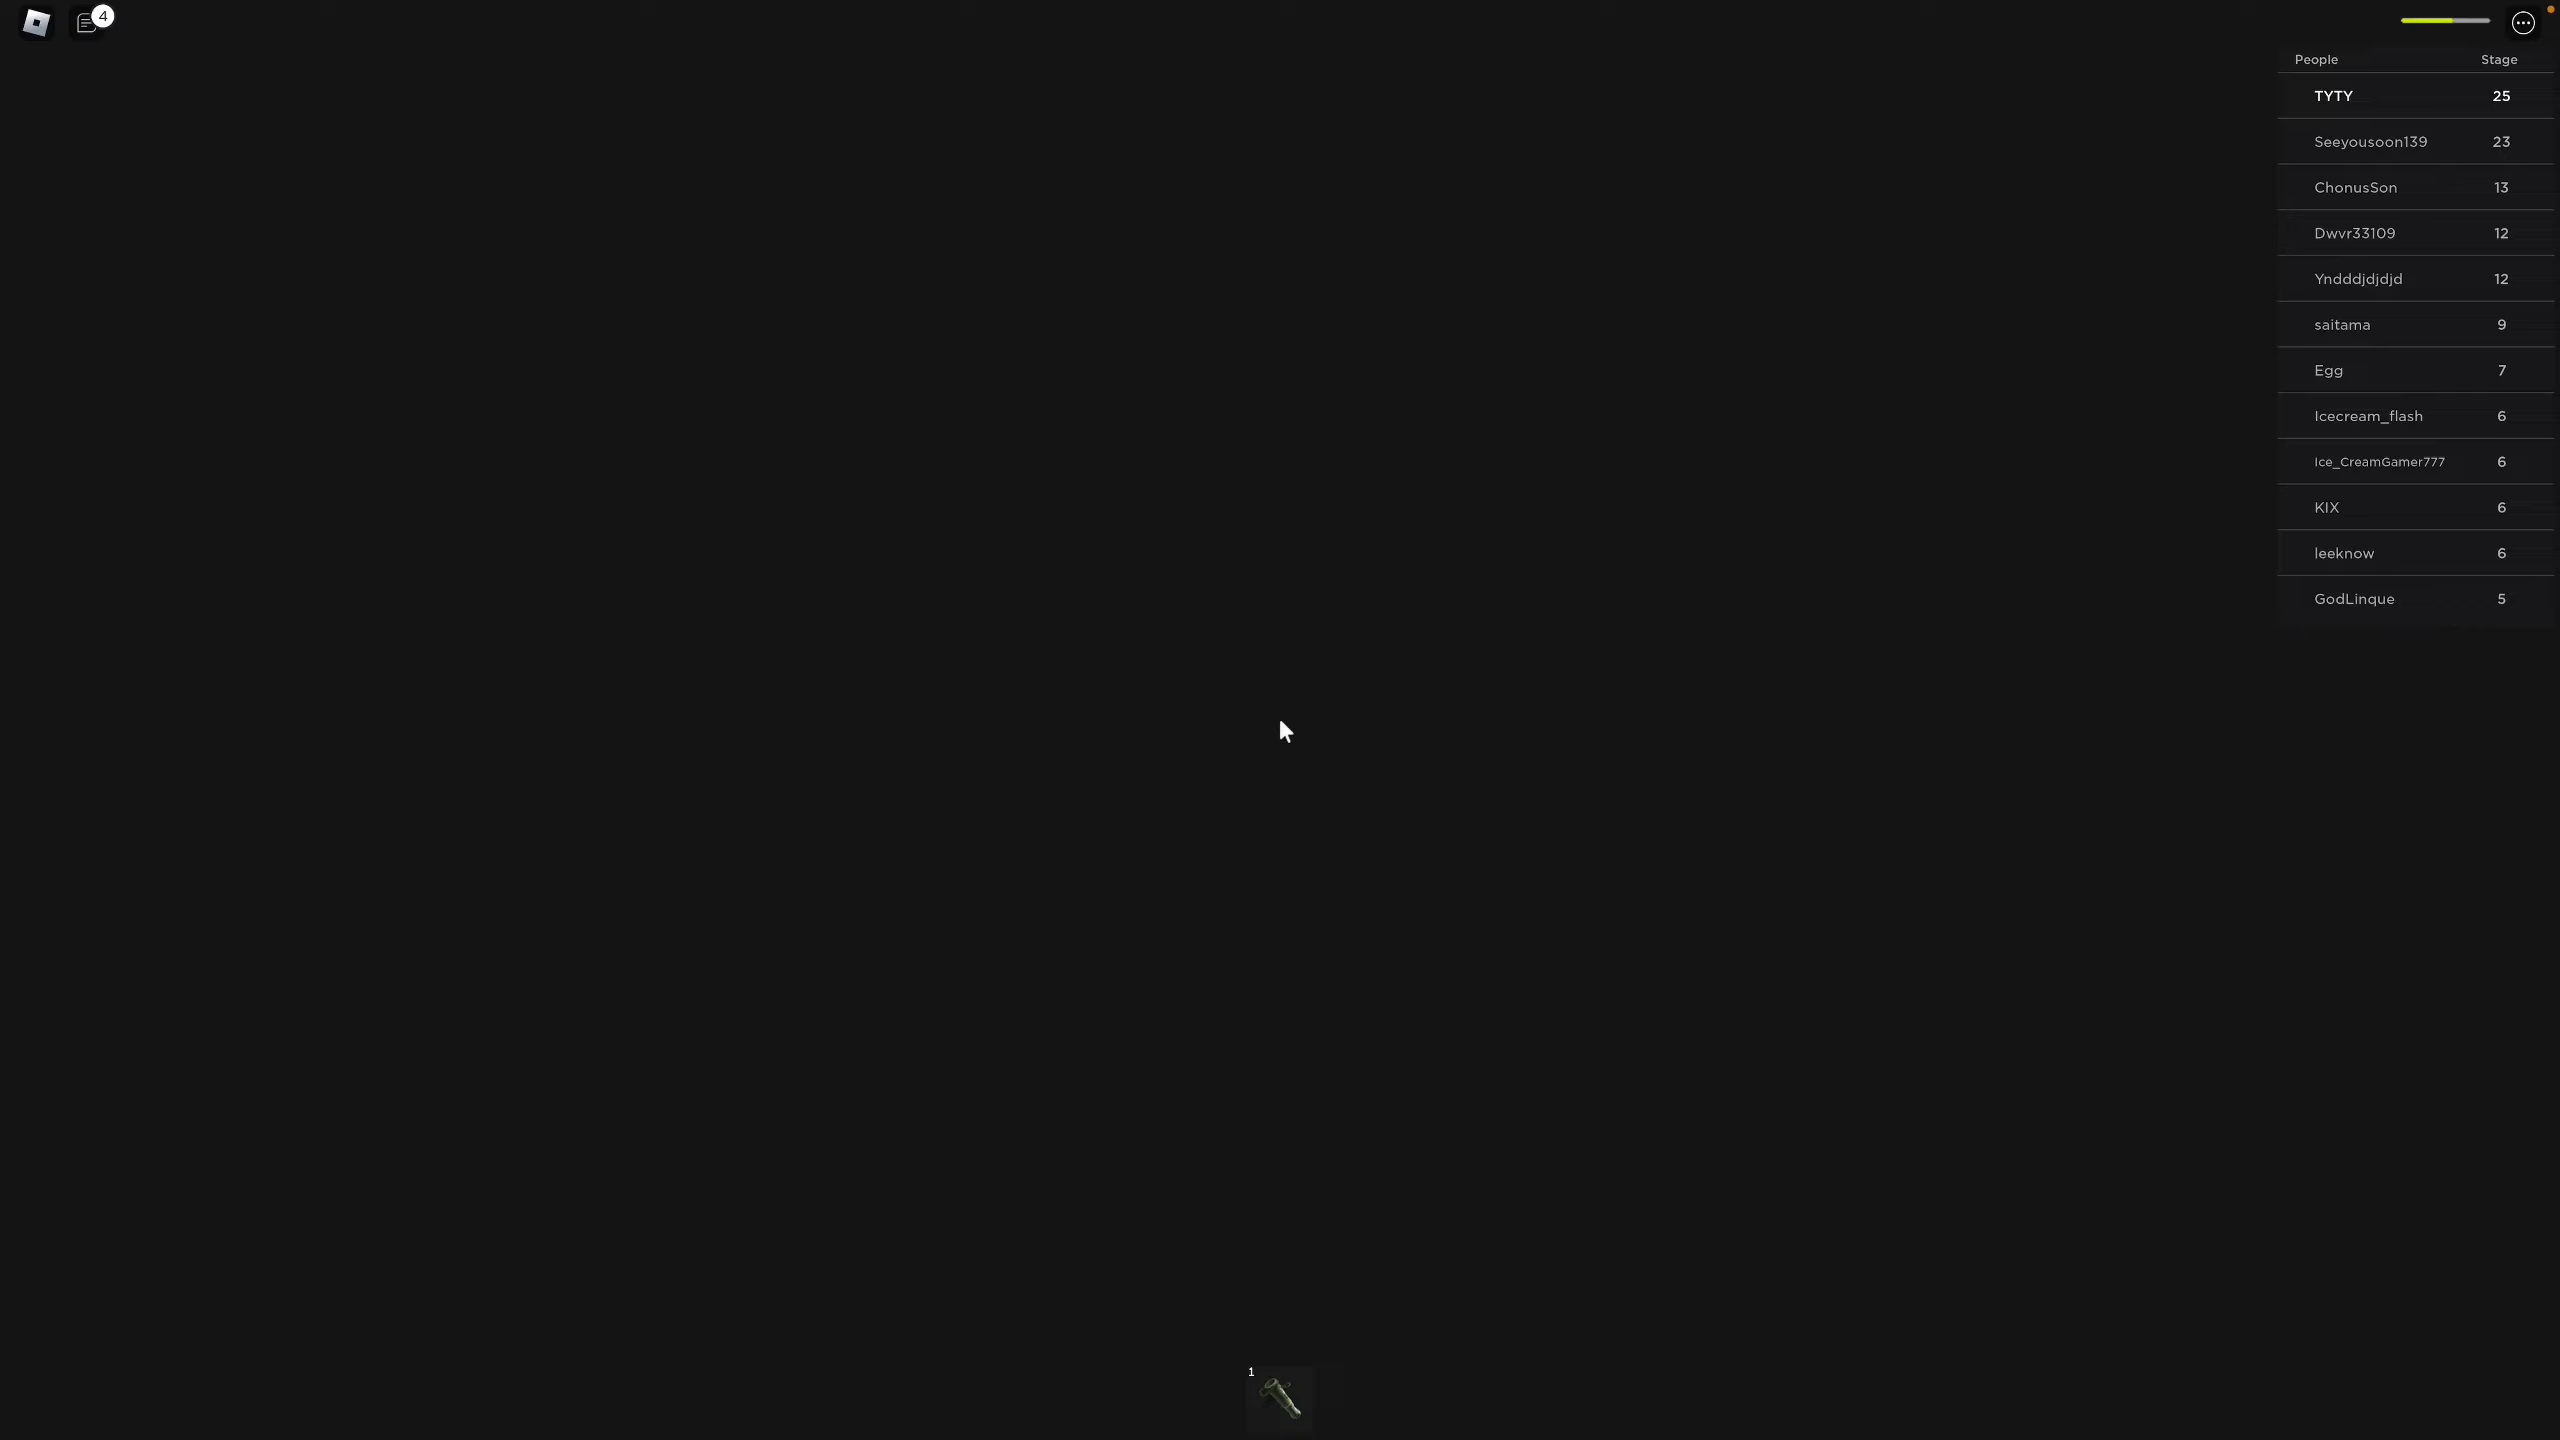 4
People Stage
TYTY 25
Seeyousoon139 23
ChonusSon 13
Dwvr33109 12
Yndddjdjdjd 12
saitama 9
Egg 7
Icecream_flash 6
Ice_CreamGamer777 6
KIX 6
leeknow 6
GodLinque 5
1